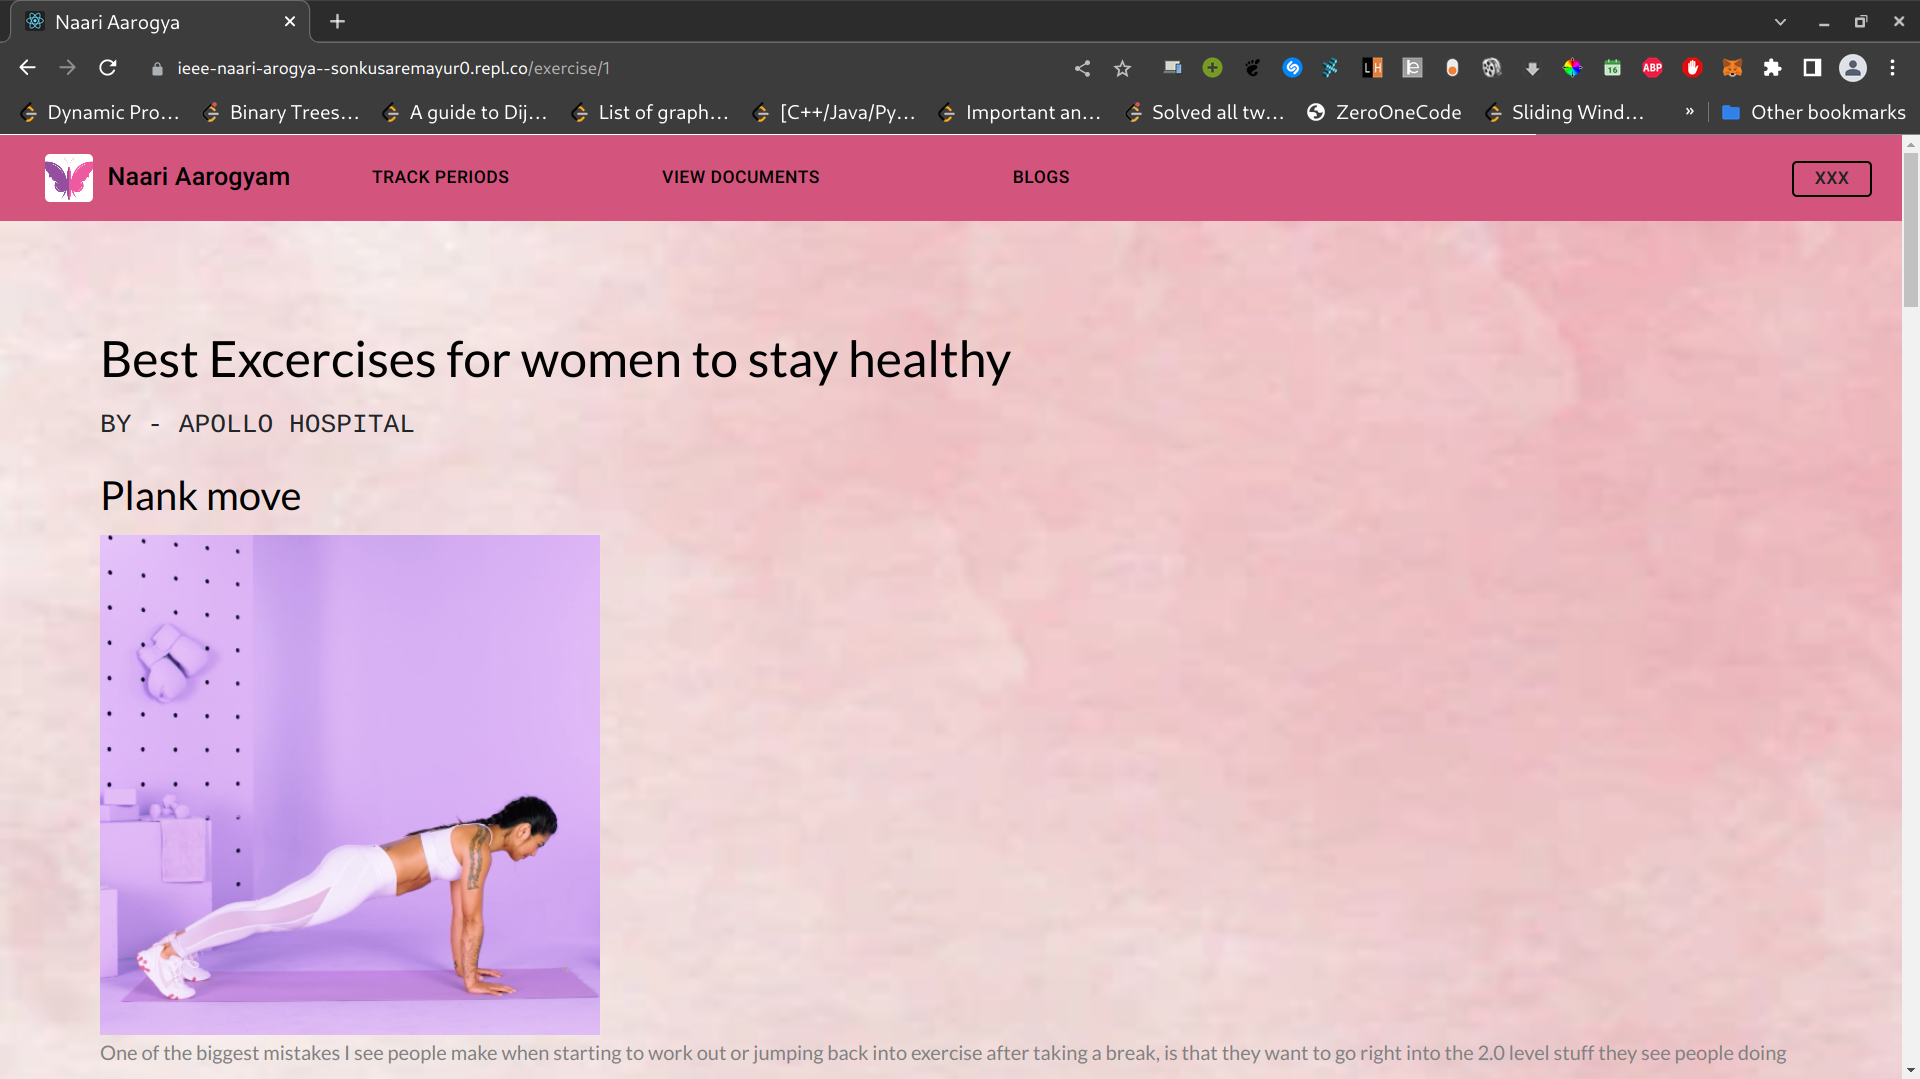 Naari Aarogya
ieee-naari-arogya--sonkusaremayur0.repl.co/exercise/1
LH
16
ABP
Dynamic Pro...
Binary Trees...
A guide to Dij...
List of graph...
[C++/Java/Py...
Important an...
Solved all tw...
ZeroOneCode
Sliding Wind...
»
Other bookmarks
Naari Aarogyam
TRACK PERIODS
VIEW DOCUMENTS
BLOGS
XXX
Best Excercises for women to stay healthy
BY - APOLLO HOSPITAL
Plank move
One of the biggest mistakes I see people make when starting to work out or jumping back into exercise after taking a break, is that they want to go right into the 2.0 level stuff they see people doing